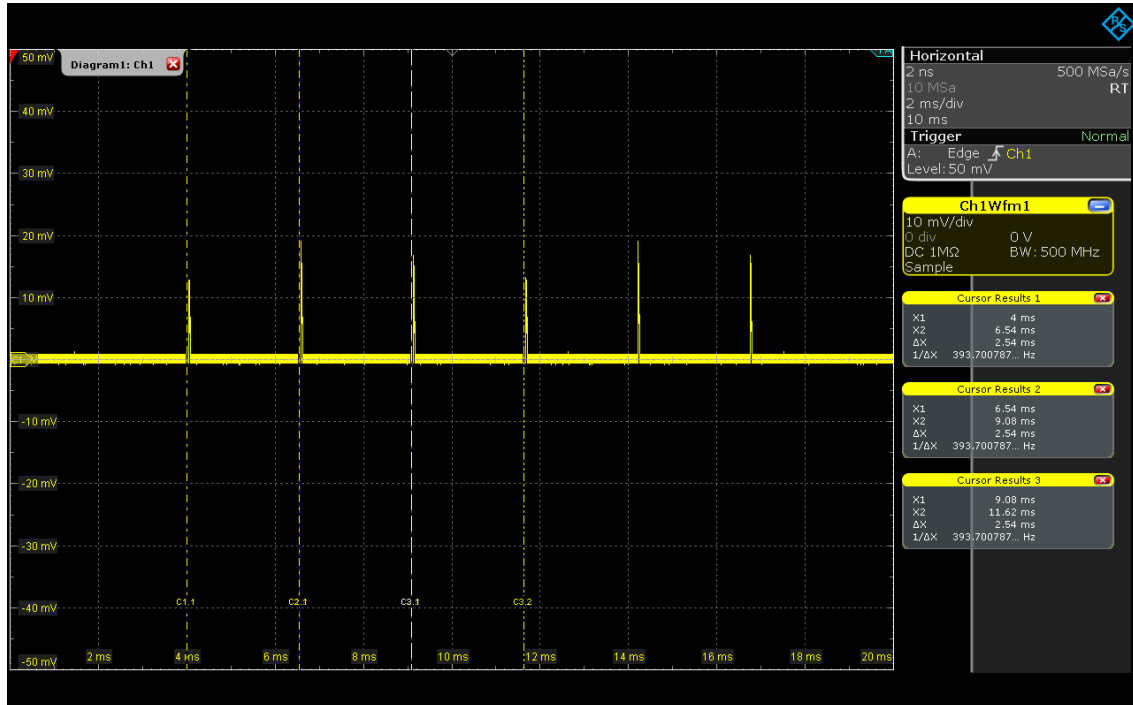 50 mV
Diagram1: Ch1
TA
40 mV
30 mV
20 mV
10 mV
-10 mV
-20 mV
-30 mV
-40 mV
-50 mV
C1.1
C2.1
C3.1
C3.2
2 ms
4 ms
6 ms
8 ms
10 ms
12 ms
14 ms
16 ms
18 ms
20 ms
R&S
Horizontal
2 ns 500 MSa/s
10 MSa RT
2 ms/div
10 ms
Trigger Normal
A: Edge Ch1
Level: 50 mV
Ch1Wfm1
10 mV/div
0 div 0 V
DC 1MΩ BW: 500 MHz
Sample
Cursor Results 1
X1 4 ms
X2 6.54 ms
ΔX 2.54 ms
1/ΔX 393.700787... Hz
Cursor Results 2
X1 6.54 ms
X2 9.08 ms
ΔX 2.54 ms
1/ΔX 393.700787... Hz
Cursor Results 3
X1 9.08 ms
X2 11.62 ms
ΔX 2.54 ms
1/ΔX 393.700787... Hz